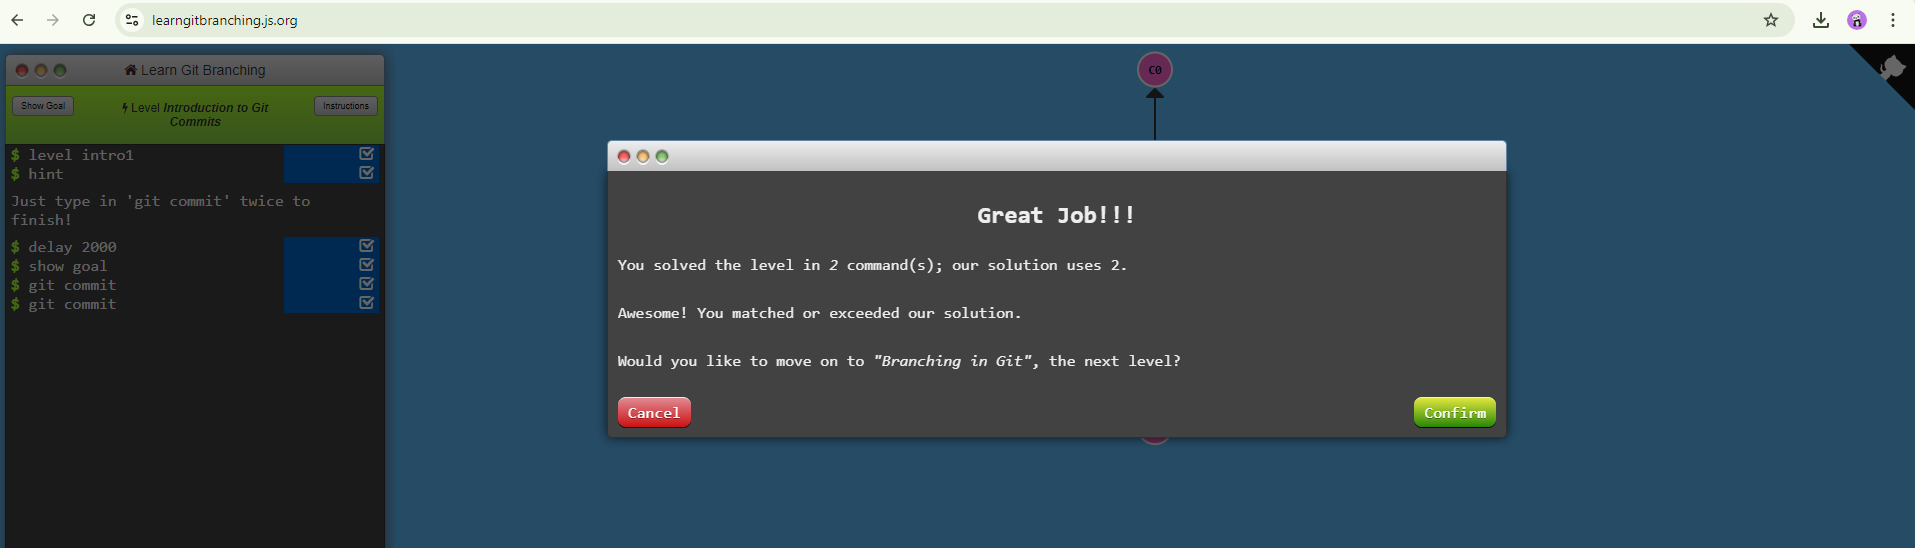 learngitbranching.js.org
Learn Git Branching
Show Goal
Level Introduction to Git
Commits
Instructions
$ level intro1
$ hint
Just type in 'git commit' twice to
finish!
$ delay 2000
$ show goal
$ git commit
$ git commit
C0
Great Job!!!
You solved the level in 2 command(s); our solution uses 2.
Awesome! You matched or exceeded our solution.
Would you like to move on to "Branching in Git", the next level?
Cancel
Confirm